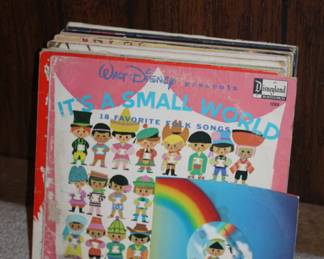 Walt Disney PRESENTS
Disneyland
IT'S A SMALL WORLD
18 FAVORITE FOLK SONGS